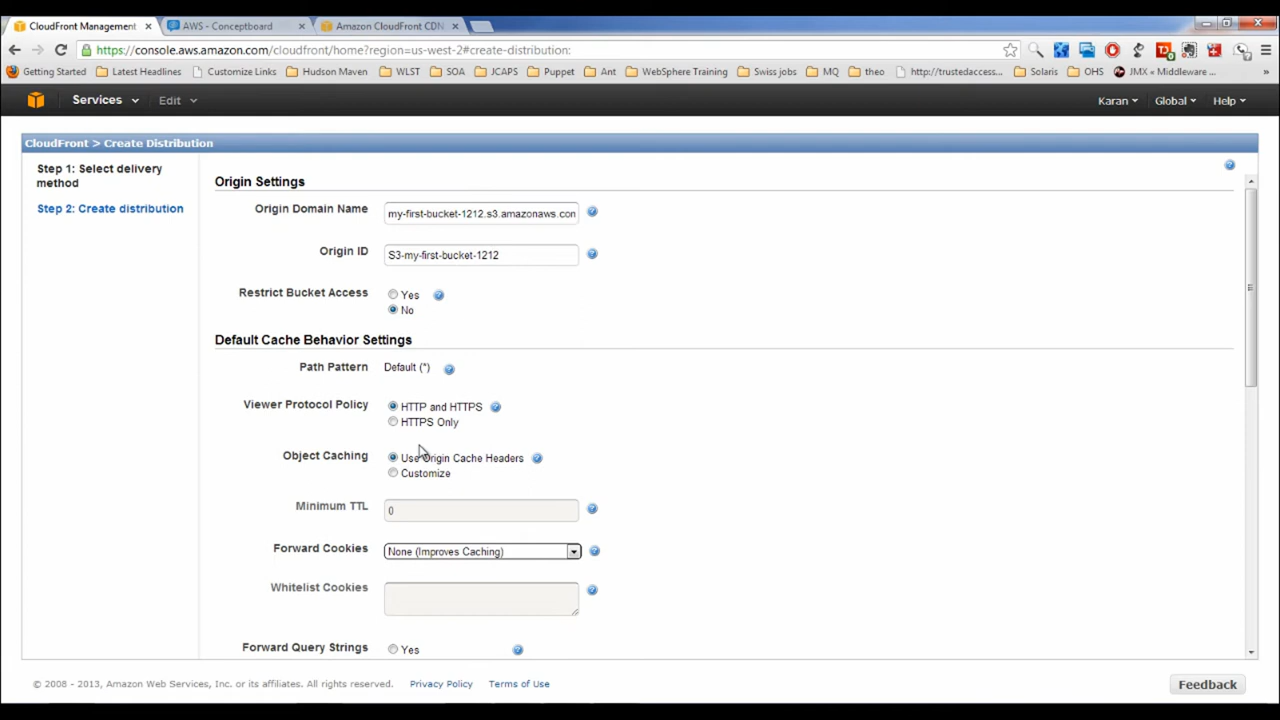 CloudFront Management
AWS - Conceptboard
Amazon CloudFront CDN
https://console.aws.amazon.com/cloudfront/home?region=us-west-2#create-distribution:
Getting Started Latest Headlines Customize Links Hudson Maven WLST SOA JCAPS Puppet Ant WebSphere Training Swiss jobs MQ theo http://trustedaccess... Solaris OHS JMX « Middleware ... »
Services Edit Karan Global Help
CloudFront > Create Distribution
Step 1: Select delivery
method
Step 2: Create distribution
Origin Settings
Origin Domain Name my-first-bucket-1212.s3.amazonaws.com
Origin ID S3-my-first-bucket-1212
Restrict Bucket Access Yes
No
Default Cache Behavior Settings
Path Pattern Default (*)
Viewer Protocol Policy HTTP and HTTPS
HTTPS Only
Object Caching Use Origin Cache Headers
Customize
Minimum TTL 0
Forward Cookies None (Improves Caching)
Whitelist Cookies
Forward Query Strings Yes
© 2008 - 2013, Amazon Web Services, Inc. or its affiliates. All rights reserved. Privacy Policy Terms of Use Feedback